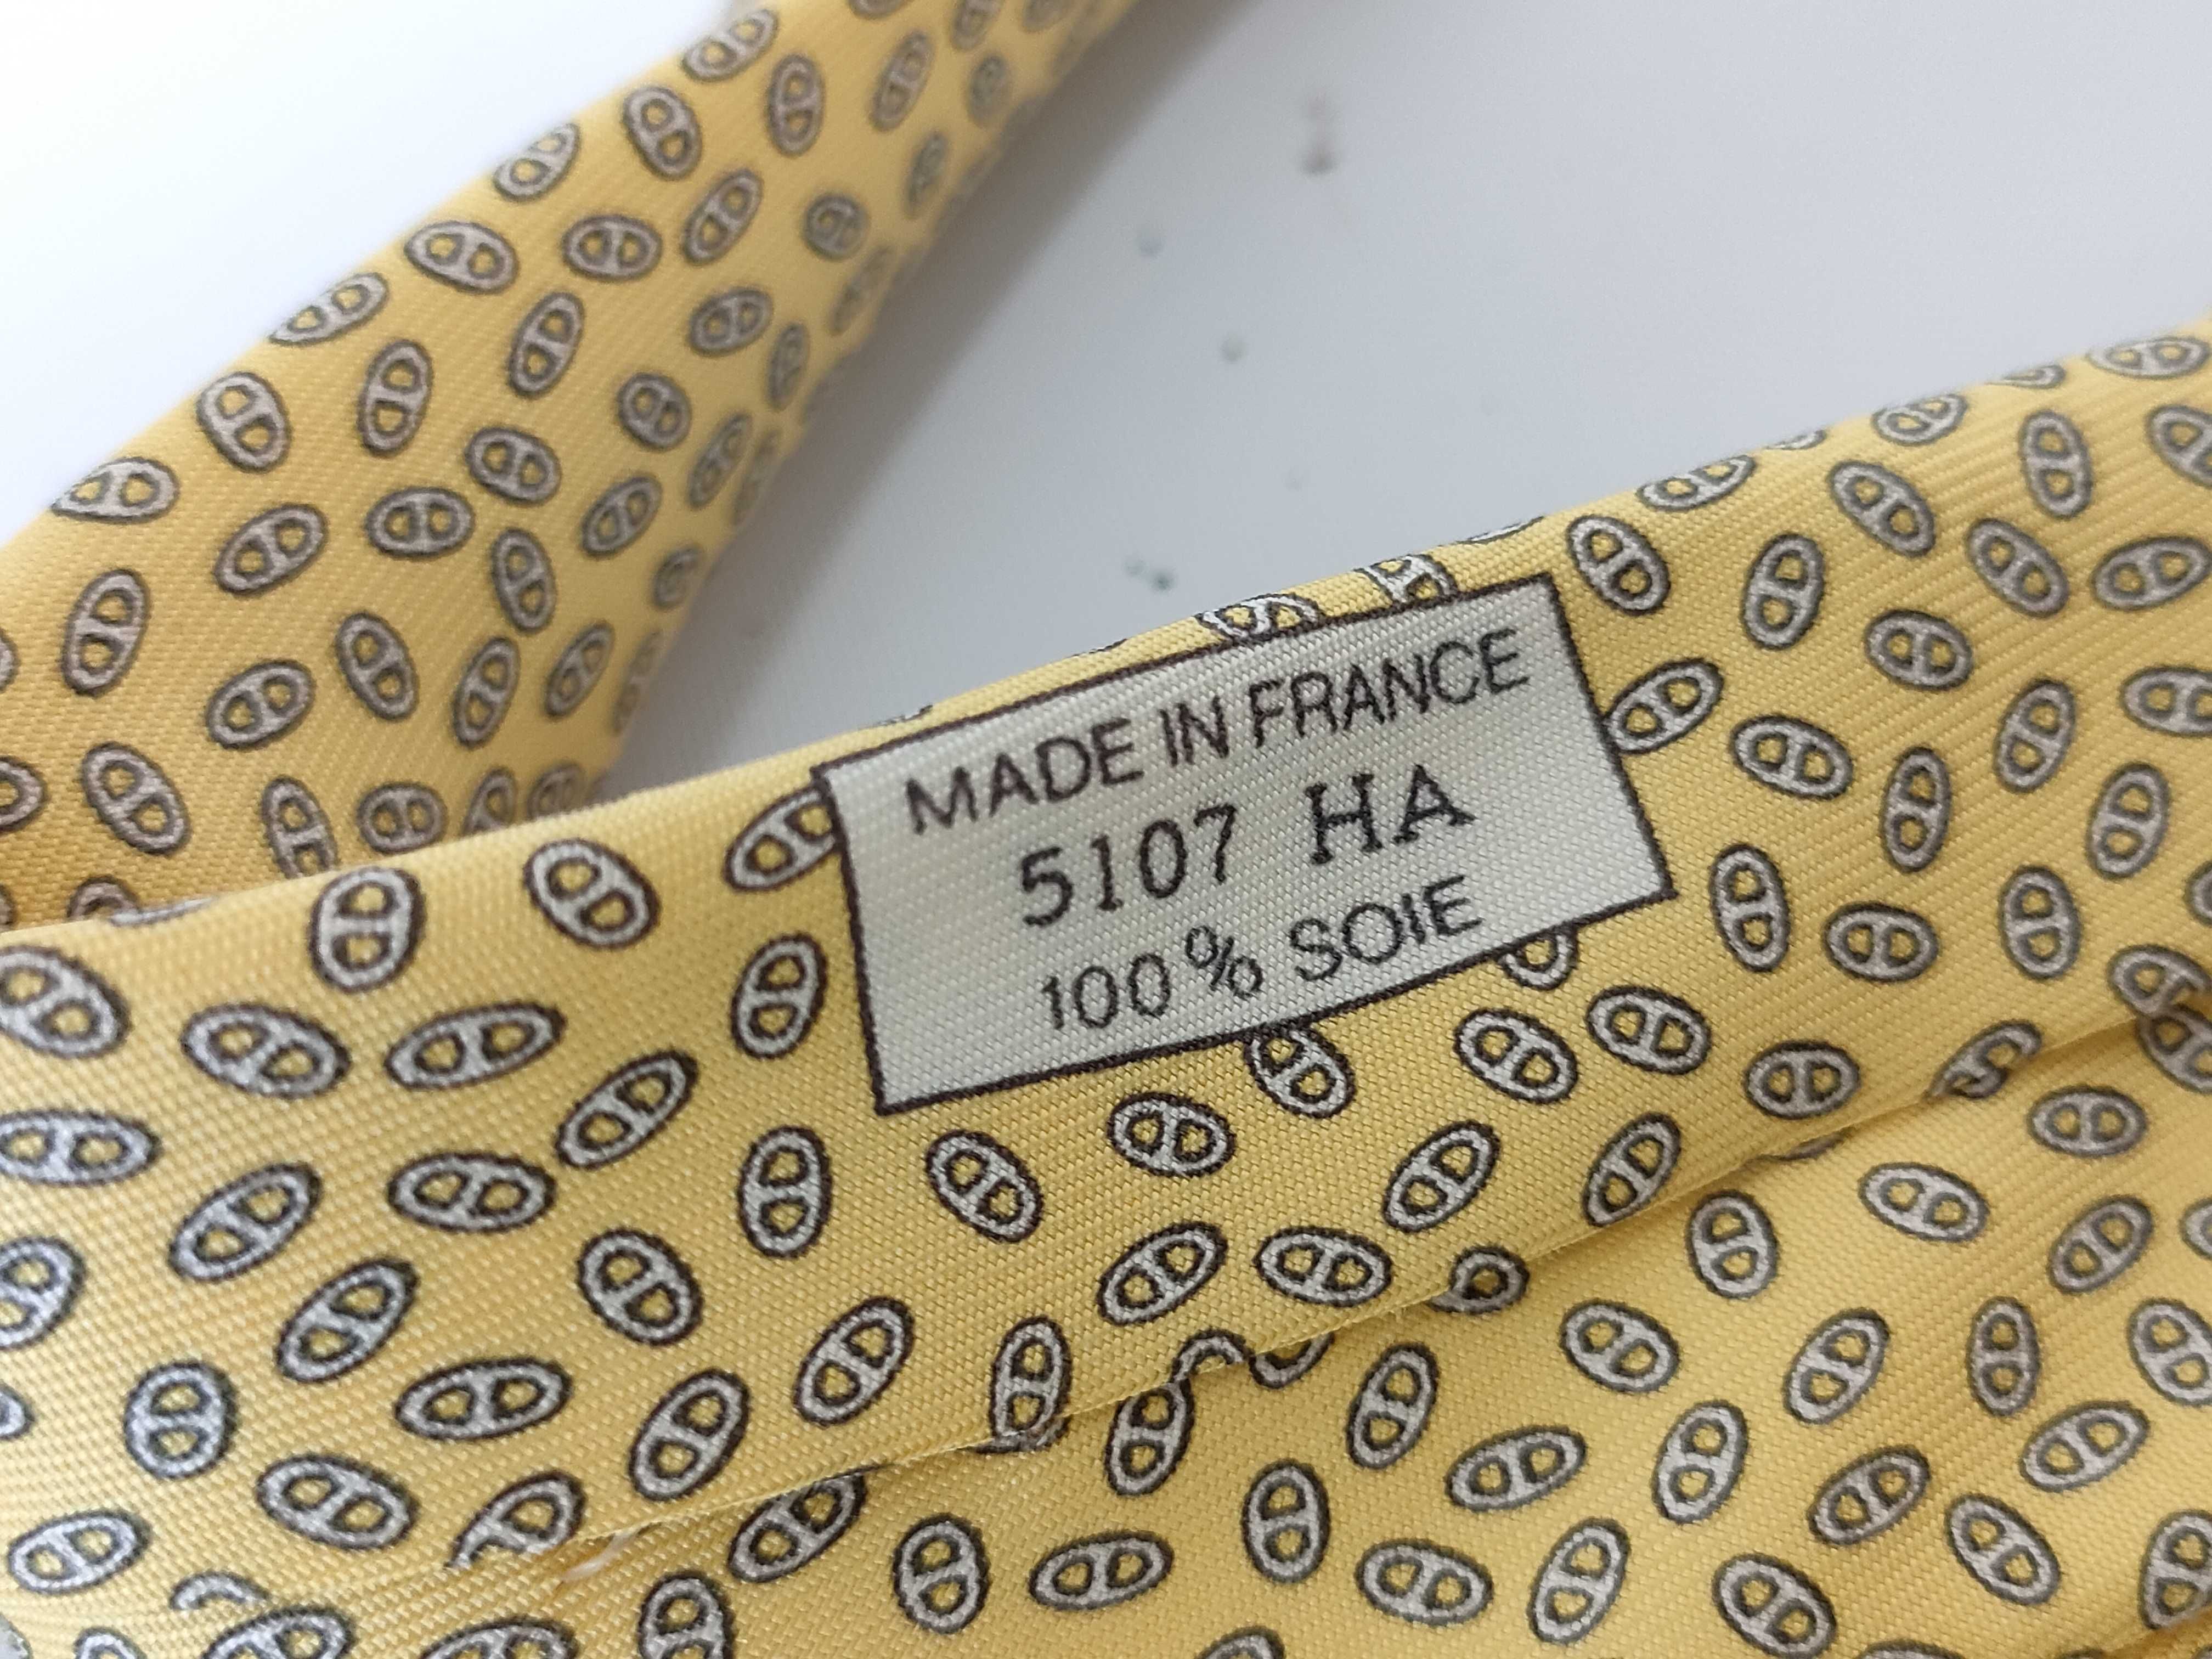 MADE IN FRANCE
5107 HA
100% SOIE